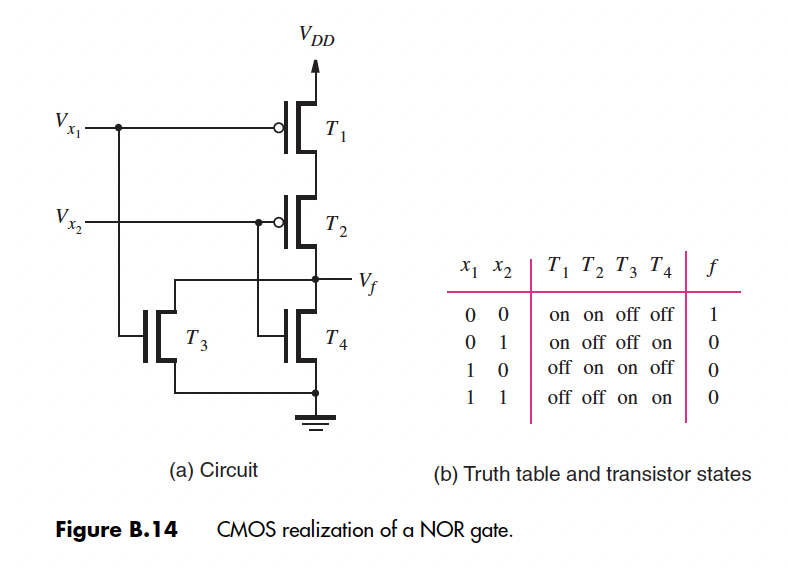 V_DD
V_x1
T_1
V_x2
T_2
V_f
T_3
T_4
x_1 x_2 T_1 T_2 T_3 T_4 f
0 0 on on off off 1
0 1 on off off on 0
1 0 off on on off 0
1 1 off off on on 0
(a) Circuit
(b) Truth table and transistor states
Figure B.14 CMOS realization of a NOR gate.